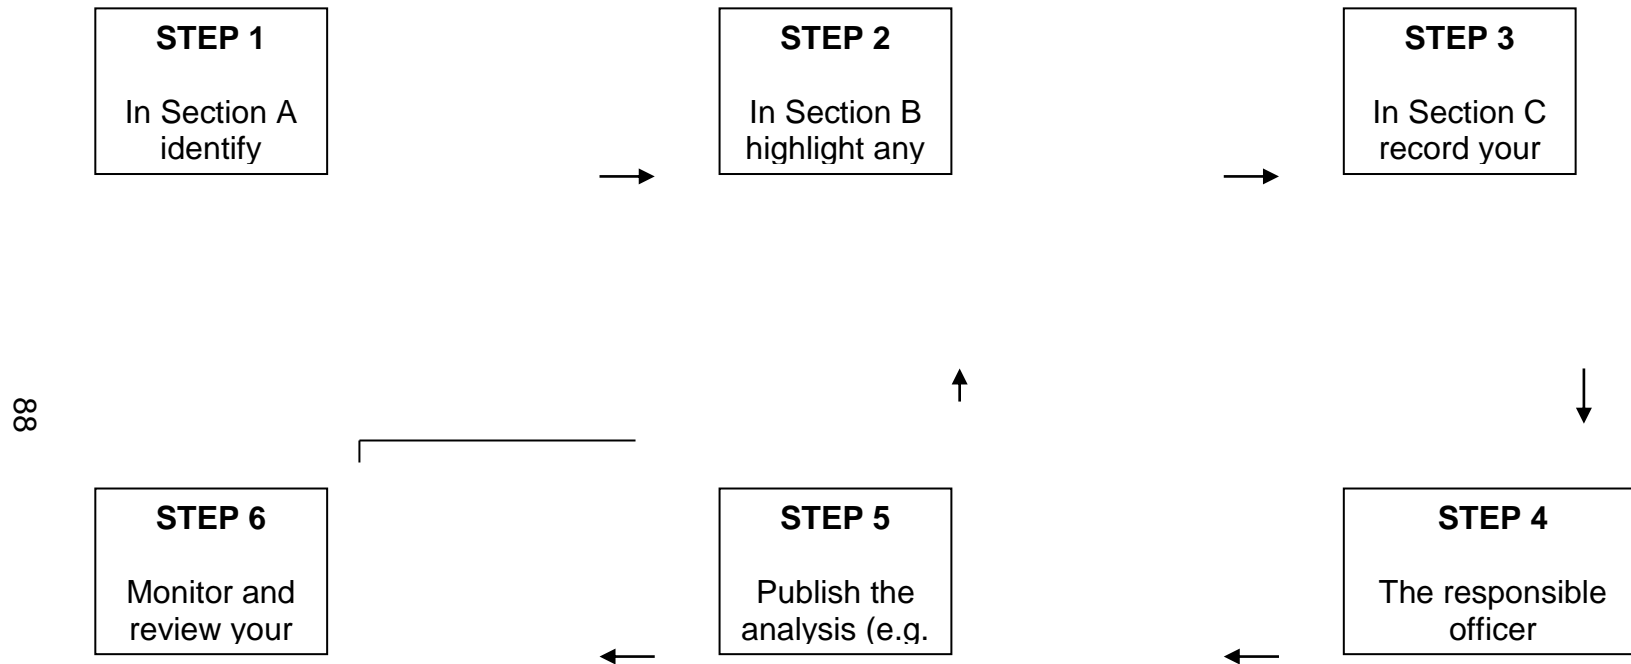 STEP 1
In Section A
identify
STEP 2
In Section B
highlight any
STEP 3
In Section C
record your
88
STEP 6
Monitor and
review your
STEP 5
Publish the
analysis (e.g.
STEP 4
The responsible
officer